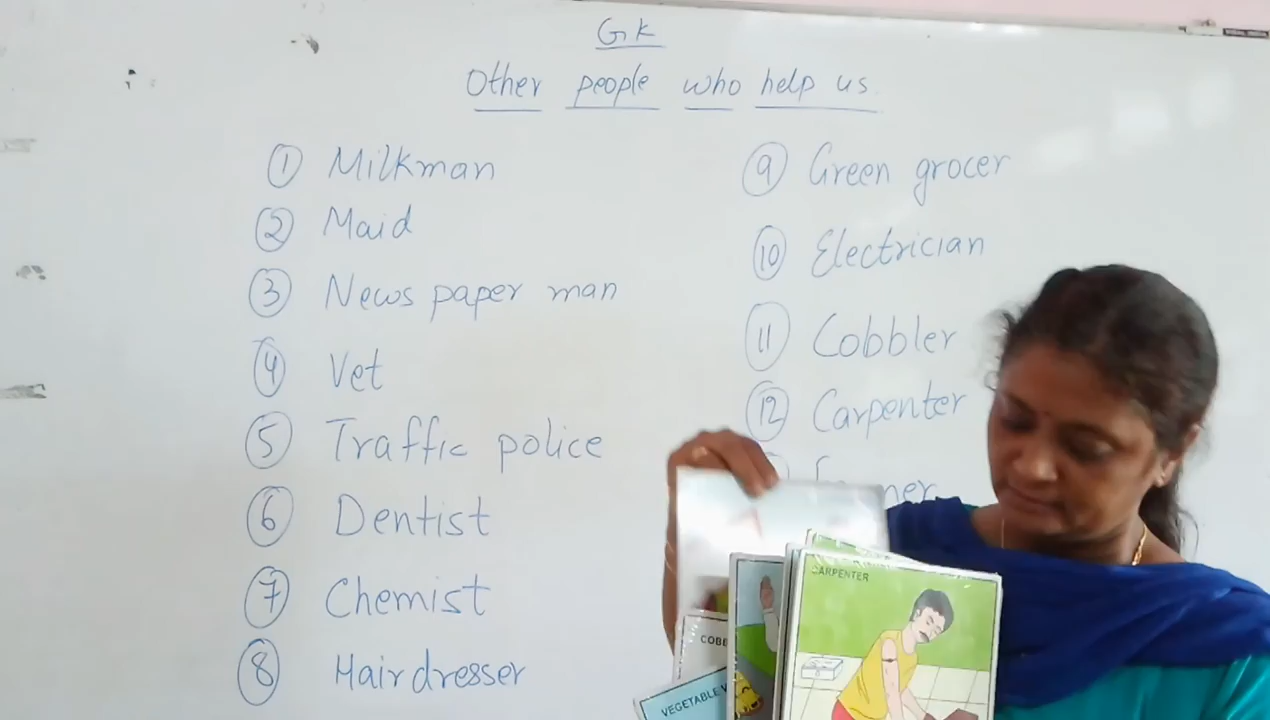 GK
Other people who help us
① Milkman
② Maid
③ News paper man
④ Vet
⑤ Traffic police
⑥ Dentist
⑦ Chemist
⑧ Hairdresser
⑨ Green grocer
⑩ Electrician
⑪ Cobbler
⑫ Carpenter
CARPENTER
COBB
VEGETABLE V